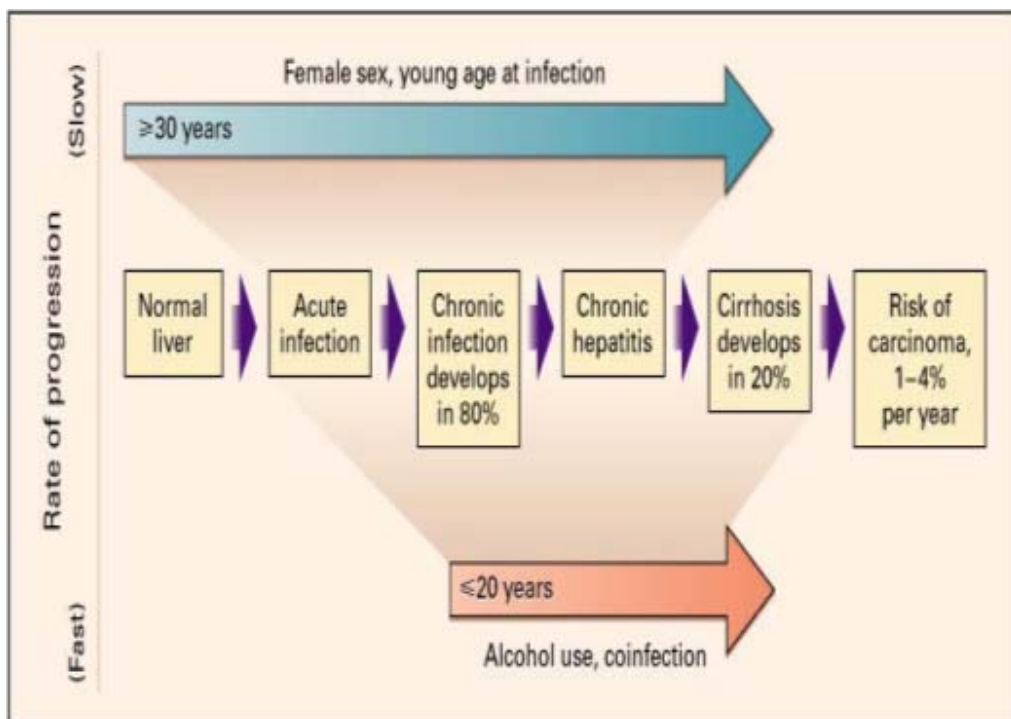 Female sex, young age at infection
≥30 years
(Slow)
Rate of progression
(Fast)
Normal
liver
Acute
infection
Chronic
infection
develops
in 80%
Chronic
hepatitis
Cirrhosis
develops
in 20%
Risk of
carcinoma,
1–4%
per year
≤20 years
Alcohol use, coinfection